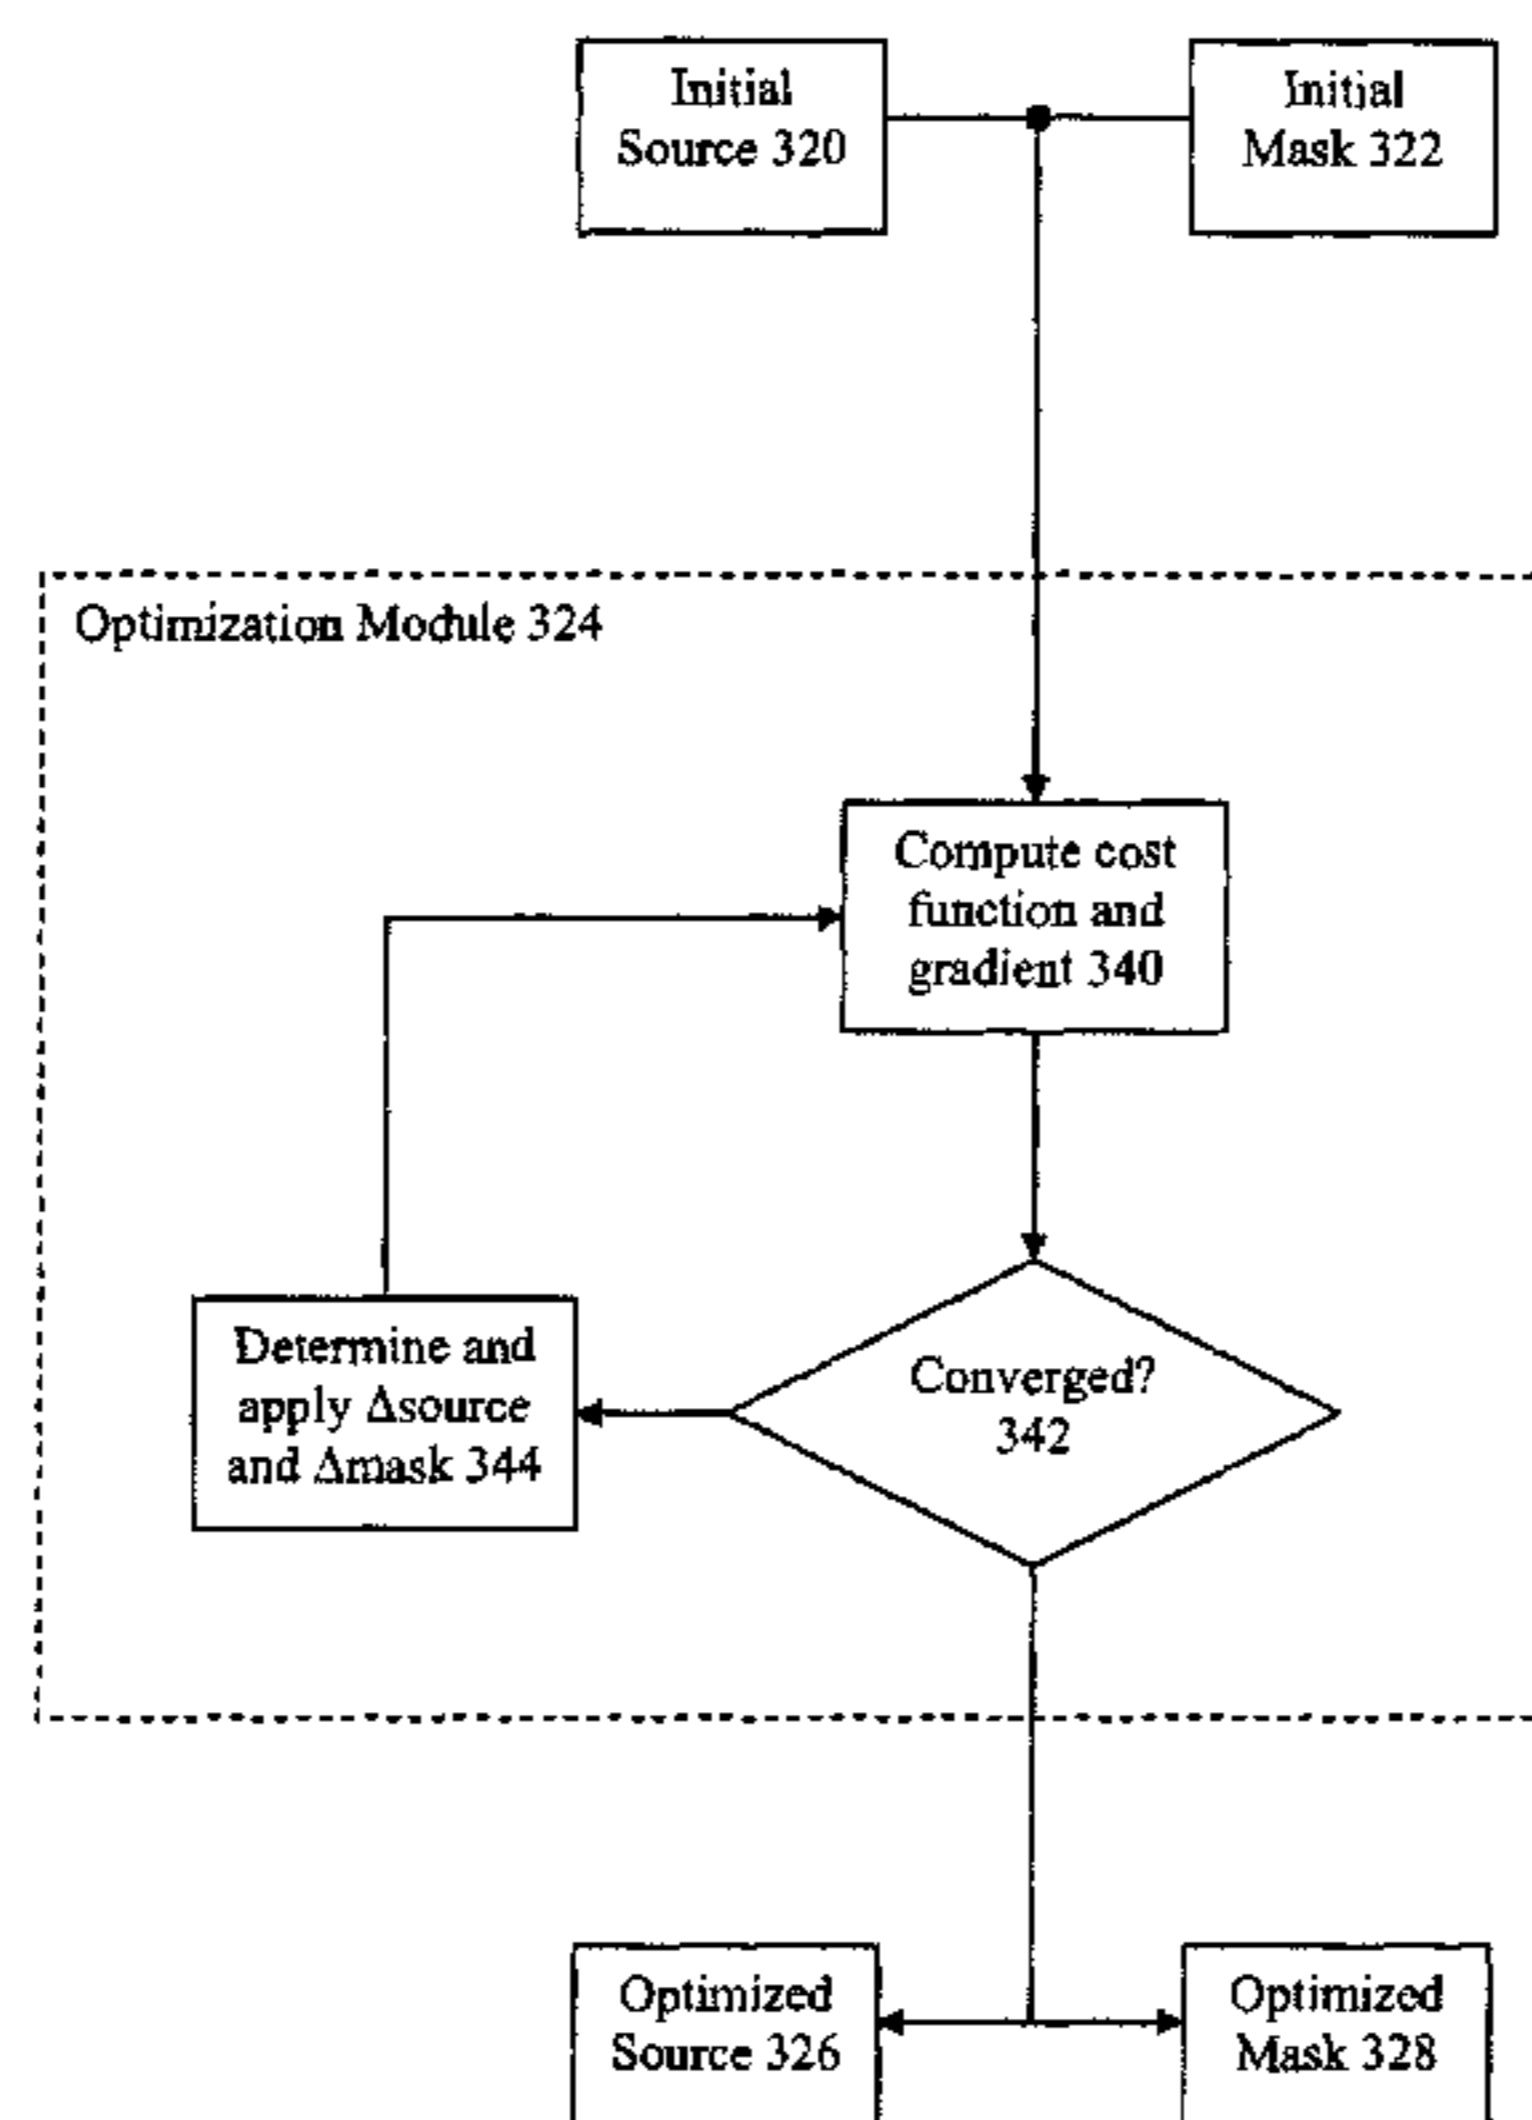 Initial
Source 320
Initial
Mask 322
Optimization Module 324
Compute cost
function and
gradient 340
Determine and
apply Δsource
and Δmask 344
Converged?
342
Optimized
Source 326
Optimized
Mask 328